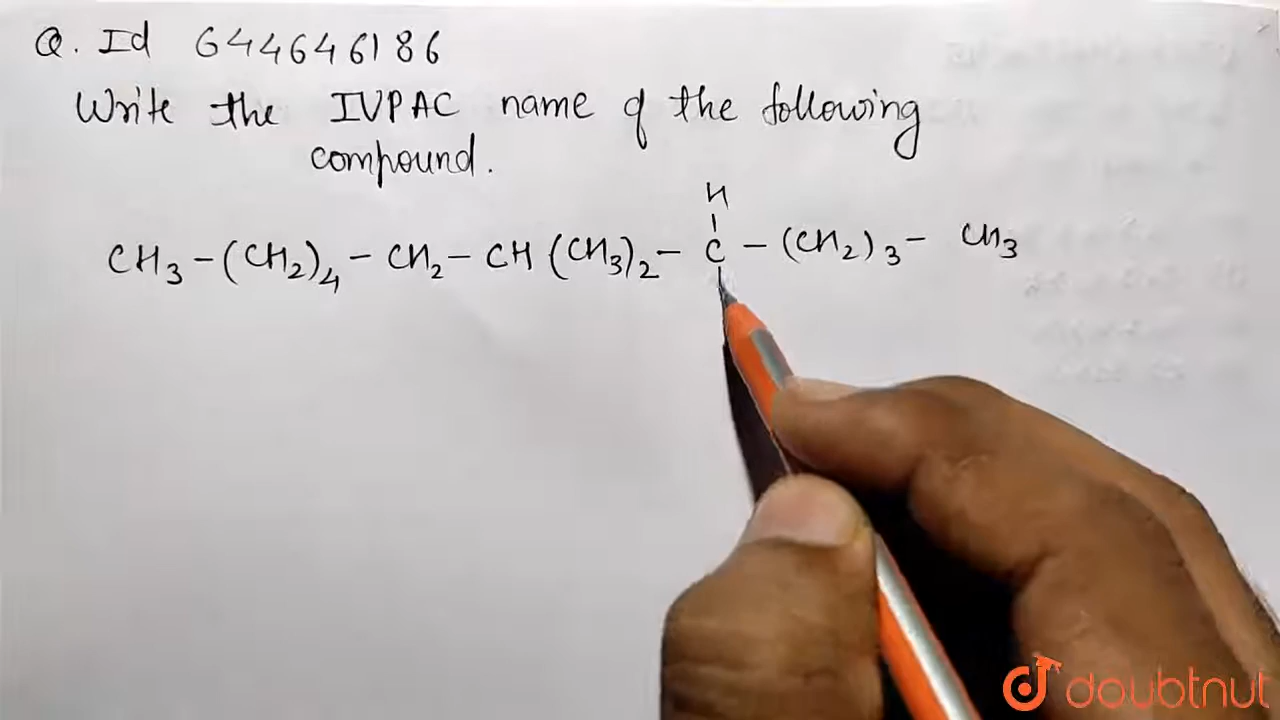 Q. Id 644646186
Write the IUPAC name of the following
compound.
H
CH3-(CH2)4-CH2-CH(CH3)2-C-(CH2)3-CH3
doubtnut